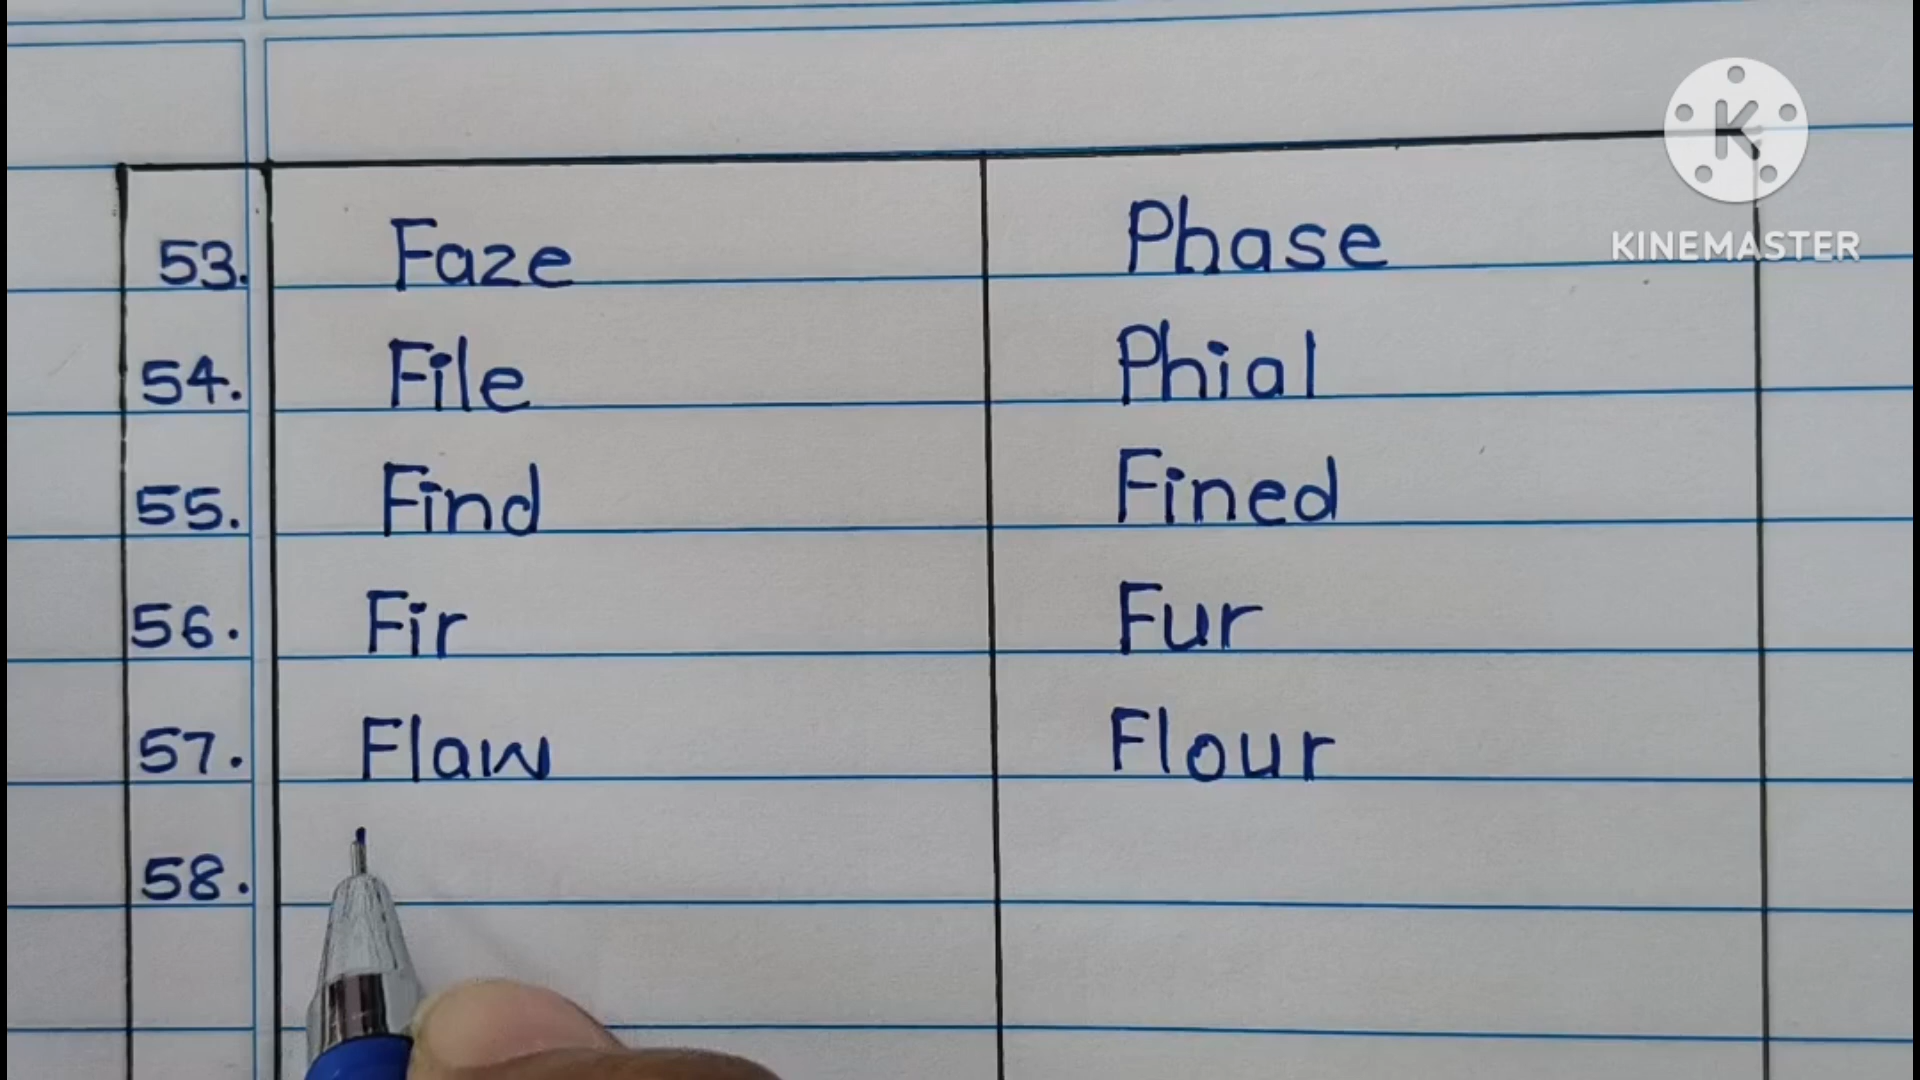 KINEMASTER
53. Faze Phase
54. File Phial
55. Find Fined
56. Fir Fur
57. Flaw Flour
58.